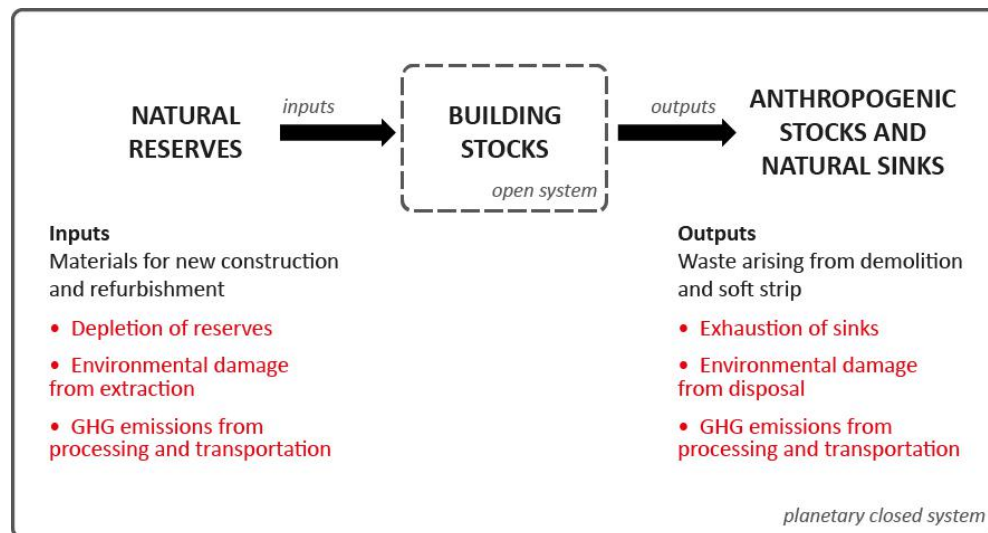 NATURAL
RESERVES
inputs
BUILDING
STOCKS
open system
outputs
ANTHROPOGENIC
STOCKS AND
NATURAL SINKS
Inputs
Materials for new construction
and refurbishment
• Depletion of reserves
• Environmental damage
from extraction
• GHG emissions from
processing and transportation
Outputs
Waste arising from demolition
and soft strip
• Exhaustion of sinks
• Environmental damage
from disposal
• GHG emissions from
processing and transportation
planetary closed system